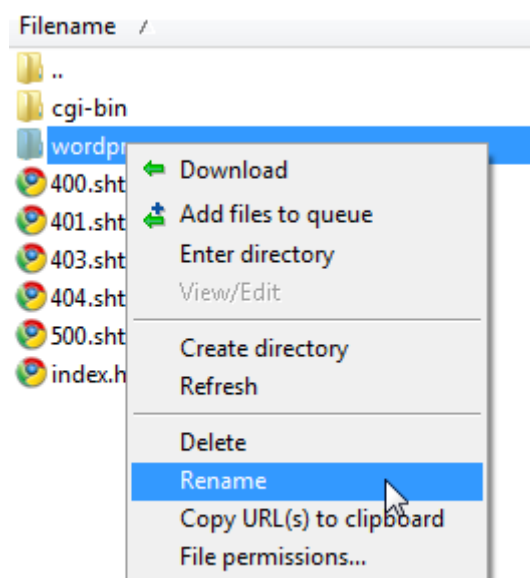 Filename
..
cgi-bin
wordpr
400.sht
401.sht
403.sht
404.sht
500.sht
index.h
Download
Add files to queue
Enter directory
View/Edit
Create directory
Refresh
Delete
Rename
Copy URL(s) to clipboard
File permissions...